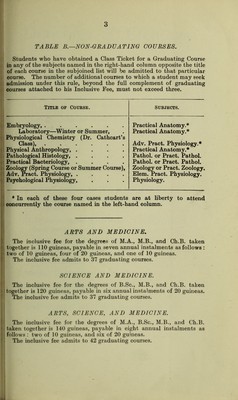 3
TABLE B.—NON-GRADUATING COURSES.
Students who have obtained a Class Ticket for a Graduating Course
in any of the subjects named in the right-hand column opposite the title
of each course in the subjoined list will be admitted to that particular
course. The number of additional courses to which a student may seek
admission under this rule, beyond the full complement of graduating
courses attached to his Inclusive Fee, must not exceed three.
TITLE OF COURSE. SUBJECTS.
Embryology, . . . . . . Practical Anatomy.*
Laboratory—Winter or Summer, Practical Anatomy.*
Physiological Chemistry (Dr. Cathcart's
Class), . . . . . . Adv. Pract. Physiology.*
Physical Anthropology, . . . . Practical Anatomy.*
Pathological Histology, . . . . Pathol. or Pract. Pathol.
Practical Bacteriology, . . . . Pathol. or Pract. Pathol.
Zoology (Spring Course or Summer Course), Zoology or Pract. Zoology.
Adv. Pract. Physiology, . . . . Elem. Pract. Physiology.
Psychological Physiology, . . . Physiology.
* In each of these four cases students are at liberty to attend
concurrently the course named in the left-hand column.
ARTS AND MEDICINE.
The inclusive fee for the degrees of M.A., M.B., and Ch.B. taken
together is 110 guineas, payable in seven annual instalments as follows:
two of 10 guineas, four of 20 guineas, and one of 10 guineas.
The inclusive fee admits to 37 graduating courses.
SCIENCE AND MEDICINE.
The inclusive fee for the degrees of B.Sc., M.B., and Ch.B. taken
together is 120 guineas, payable in six annual instalments of 20 guineas.
The inclusive fee admits to 37 graduating courses.
ARTS, SCIENCE, AND MEDICINE.
The inclusive fee for the degrees of M.A., B.Sc., M.B., and Ch.B.
taken together is 140 guineas, payable in eight annual instalments as
follows: two of 10 guineas, and six of 20 guineas.
The inclusive fee admits to 42 graduating courses.